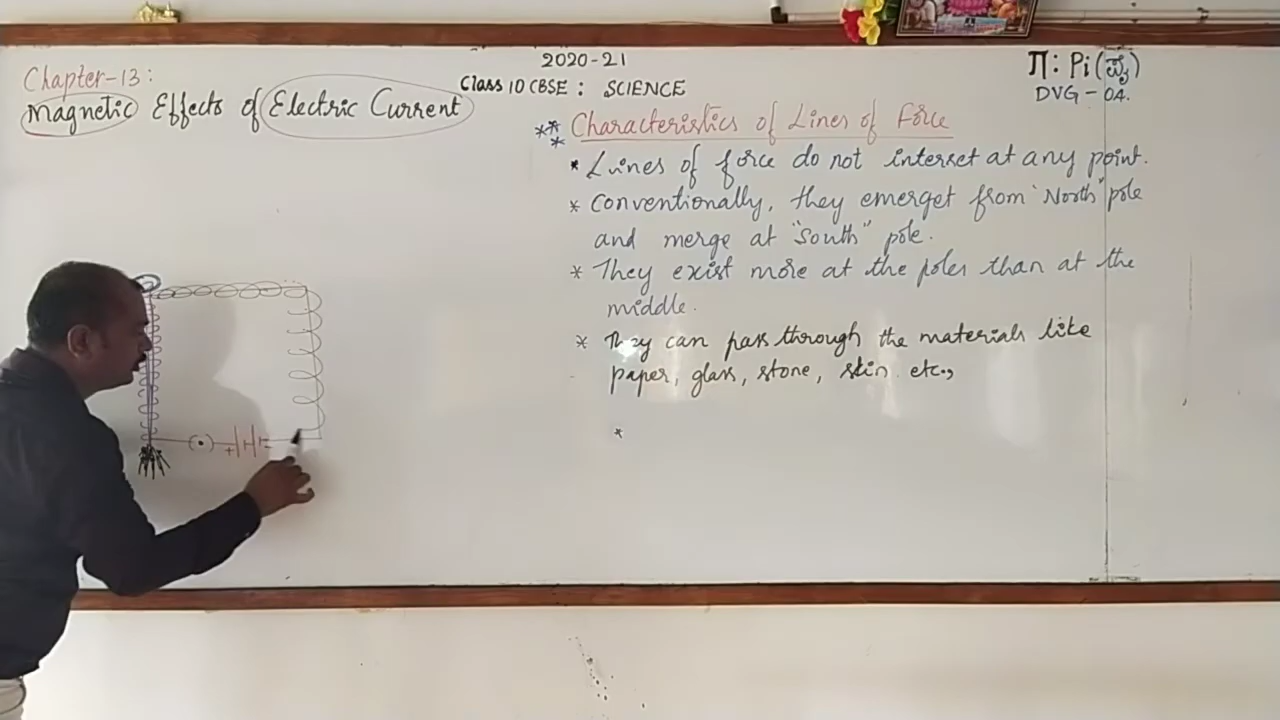 2020-21
Chapter-13:
Magnetic Effects of Electric Current
Class 10 CBSE : SCIENCE
Π: Pi(
DVG - 04.
*** Characteristics of Lines of Force
* Lines of force do not interset at any point.
* Conventionally, they emerget from "North" pole
and merge at "South" pole.
* They exist more at the poles than at the
middle.
* They can pass through the materials like
paper, glass, stone, skin etc.,
*
(•) +